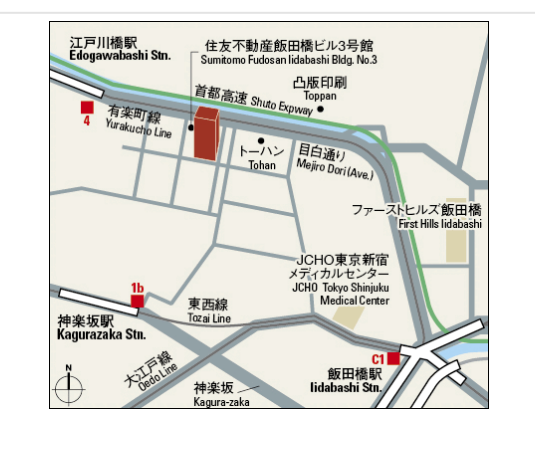 江戸川橋駅
Edogawabashi Stn.
住友不動産飯田橋ビル3号館
Sumitomo Fudosan Iidabashi Bldg. No.3
凸版印刷
Toppan
首都高速 Shuto Expway
4
有楽町線
Yurakucho Line
トーハン
Tohan
目白通り
Mejiro Dori (Ave.)
ファーストヒルズ飯田橋
First Hills Iidabashi
JCHO東京新宿
メディカルセンター
JCHO Tokyo Shinjuku
Medical Center
1b
東西線
Tozai Line
神楽坂駅
Kagurazaka Stn.
C1
大江戸線
Oedo Line
飯田橋駅
Iidabashi Stn.
N
神楽坂
Kagura-zaka